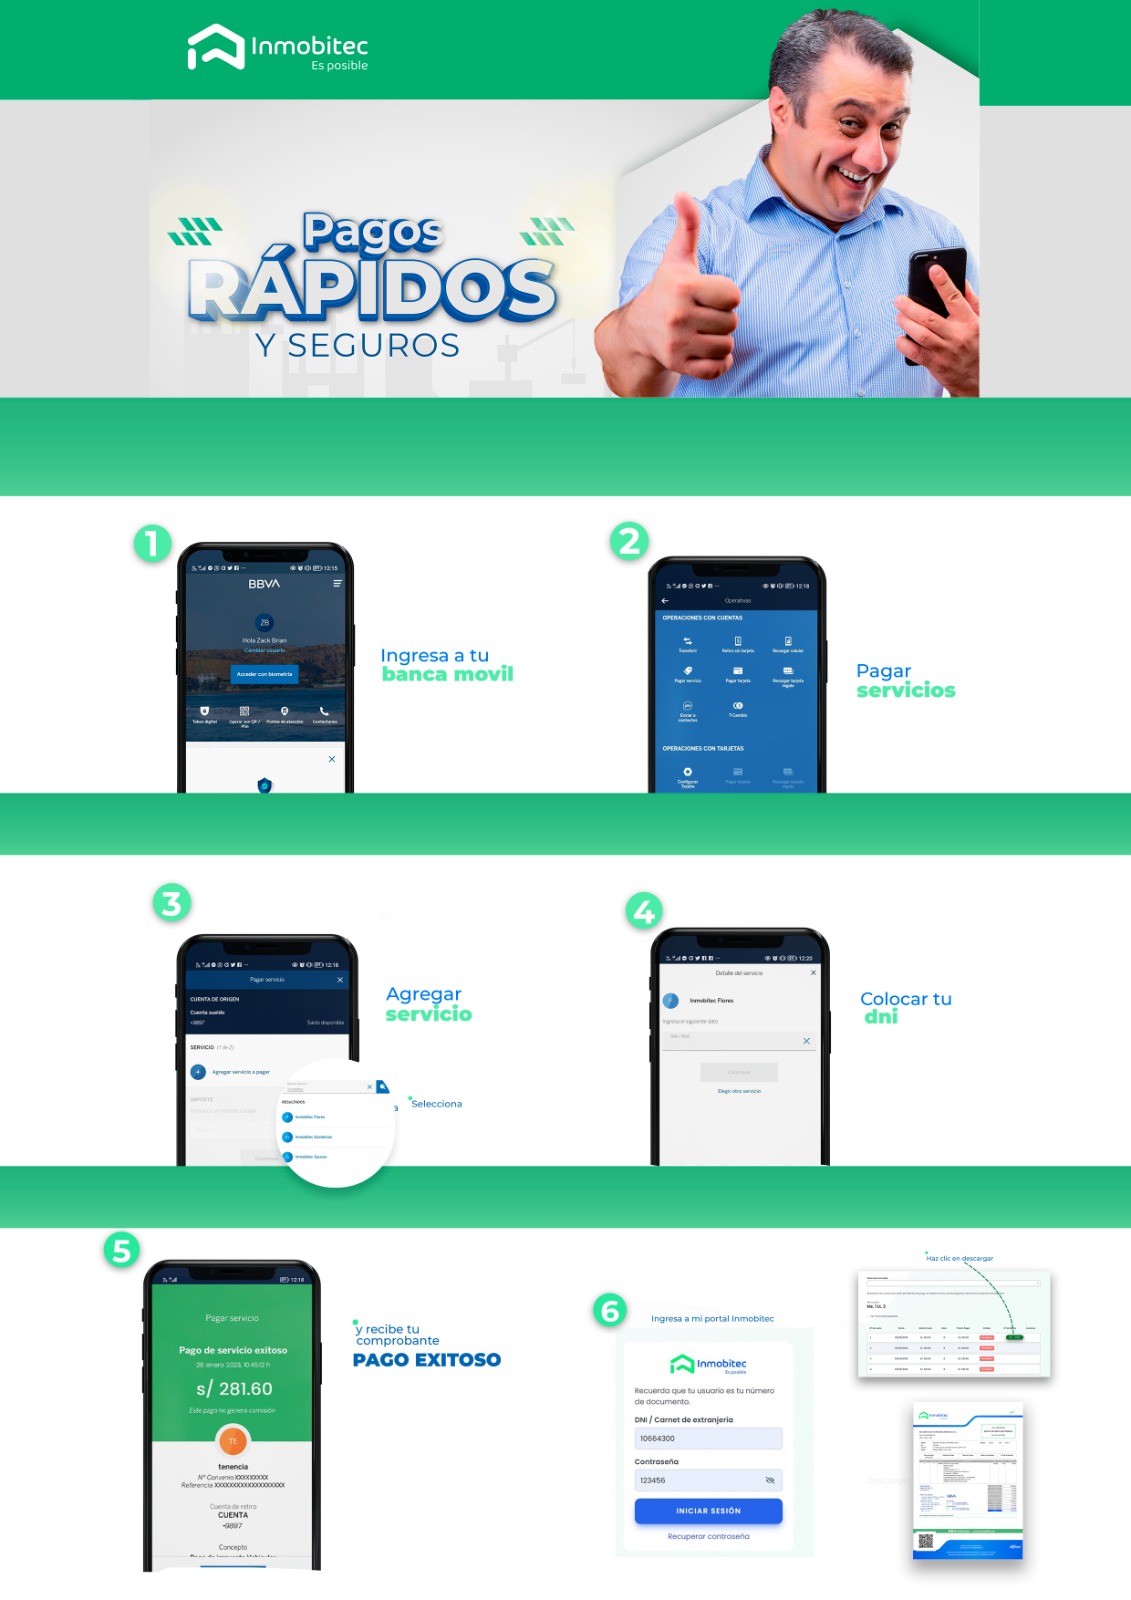 Inmobitec
Es posible
Pagos
RÁPIDOS
Y SEGUROS
1
12:15
BBVA
ZB
Hola Zack Brian
Cambiar usuario
Acceder con biometría
Token digital
Operar con QR / Plin
Puntos de atención
Contáctanos
Ingresa a tu
banca movil
2
12:18
Operativas
OPERACIONES CON CUENTAS
Transferir
Retiro sin tarjeta
Recargar celular
Pagar servicio
Pagar tarjeta
Recargar tarjeta regalo
Enviar a contactos
T-Cambio
OPERACIONES CON TARJETAS
Configurar Tarjeta
Pagar tarjeta
Recargar tarjeta regalo
Pagar
servicios
3
12:18
Pagar servicio
CUENTA DE ORIGEN
Cuenta sueldo
•9897
Saldo disponible
SERVICIO (1 de 2)
Agregar servicio a pagar
IMPORTE
Continuar
RESULTADOS
Inmobitec Flores
Inmobitec Sauces
Agregar
servicio
Selecciona
4
12:20
Detalle del servicio
Inmobitec Flores
Ingresa el siguiente dato
Continuar
Elegir otro servicio
Colocar tu
dni
5
12:18
Pagar servicio
Pago de servicio exitoso
28 enero 2023, 10:45:12 h
s/ 281.60
Este pago no genera comisión
TE
tenencia
Nº Convenio XXXXXXXXX
Referencia XXXXXXXXXXXXXXXXXXX
Cuenta de retiro
CUENTA
•9897
Concepto
y recibe tu
comprobante
PAGO EXITOSO
6
Ingresa a mi portal Inmobitec
Inmobitec
Es posible
Recuerda que tu usuario es tu número
de documento.
DNI / Carnet de extranjería
10664300
Contraseña
123456
INICIAR SESIÓN
Recuperar contraseña
Haz clic en descargar
Inmobitec
BBVA